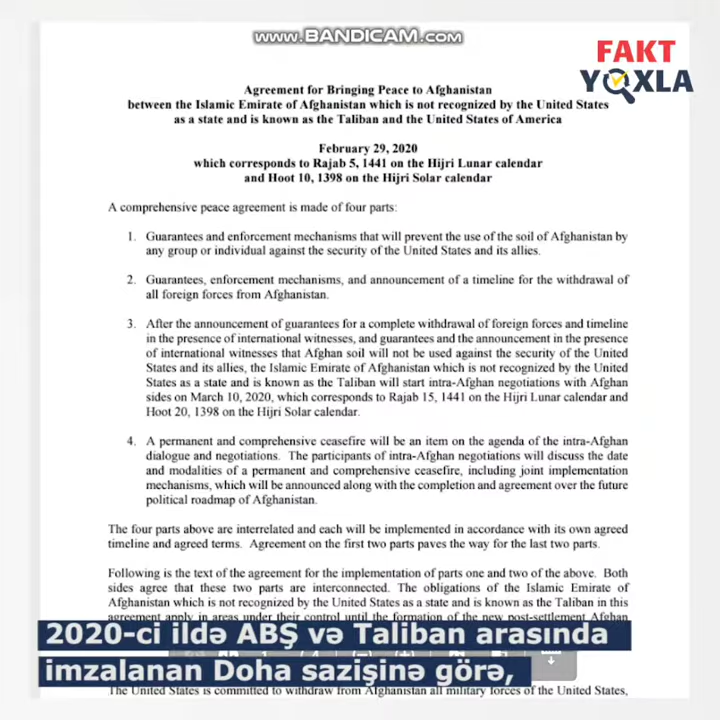 www.BANDICAM.com
FAKT
YOXLA
Agreement for Bringing Peace to Afghanistan
between the Islamic Emirate of Afghanistan which is not recognized by the United States
as a state and is known as the Taliban and the United States of America
February 29, 2020
which corresponds to Rajab 5, 1441 on the Hijri Lunar calendar
and Hoot 10, 1398 on the Hijri Solar calendar
A comprehensive peace agreement is made of four parts:
1. Guarantees and enforcement mechanisms that will prevent the use of the soil of Afghanistan by
any group or individual against the security of the United States and its allies.
2. Guarantees, enforcement mechanisms, and announcement of a timeline for the withdrawal of
all foreign forces from Afghanistan.
3. After the announcement of guarantees for a complete withdrawal of foreign forces and timeline
in the presence of international witnesses, and guarantees and the announcement in the presence
of international witnesses that Afghan soil will not be used against the security of the United
States and its allies, the Islamic Emirate of Afghanistan which is not recognized by the United
States as a state and is known as the Taliban will start intra-Afghan negotiations with Afghan
sides on March 10, 2020, which corresponds to Rajab 15, 1441 on the Hijri Lunar calendar and
Hoot 20, 1398 on the Hijri Solar calendar.
4. A permanent and comprehensive ceasefire will be an item on the agenda of the intra-Afghan
dialogue and negotiations. The participants of intra-Afghan negotiations will discuss the date
and modalities of a permanent and comprehensive ceasefire, including joint implementation
mechanisms, which will be announced along with the completion and agreement over the future
political roadmap of Afghanistan.
The four parts above are interrelated and each will be implemented in accordance with its own agreed
timeline and agreed terms. Agreement on the first two parts paves the way for the last two parts.
Following is the text of the agreement for the implementation of parts one and two of the above. Both
sides agree that these two parts are interconnected. The obligations of the Islamic Emirate of
Afghanistan which is not recognized by the United States as a state and is known as the Taliban in this
agreement apply in areas under their control until the formation of the new post-settlement Afghan
2020-ci ildə ABŞ və Taliban arasında
imzalanan Doha sazişinə görə,
The United States is committed to withdraw from Afghanistan all military forces of the United States,